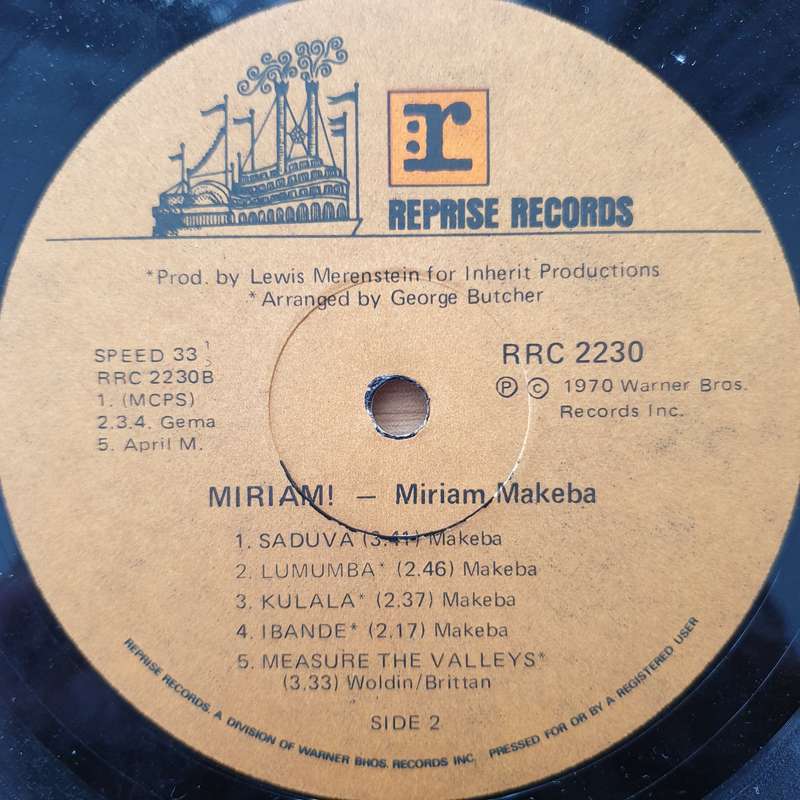 r
REPRISE RECORDS
*Prod. by Lewis Merenstein for Inherit Productions
*Arranged by George Butcher
SPEED 33 1/3
RRC 2230B
1. (MCPS)
2.3.4. Gema
5. April M.
RRC 2230
Ⓟ © 1970 Warner Bros.
Records Inc.
MIRIAM! — Miriam Makeba
1. SADUVA (3.41) Makeba
2. LUMUMBA* (2.46) Makeba
3. KULALA* (2.37) Makeba
4. IBANDE* (2.17) Makeba
5. MEASURE THE VALLEYS*
(3.33) Woldin/Brittan
SIDE 2
REPRISE RECORDS. A DIVISION OF WARNER BROS. RECORDS INC. PRESSED FOR OR BY A REGISTERED USER